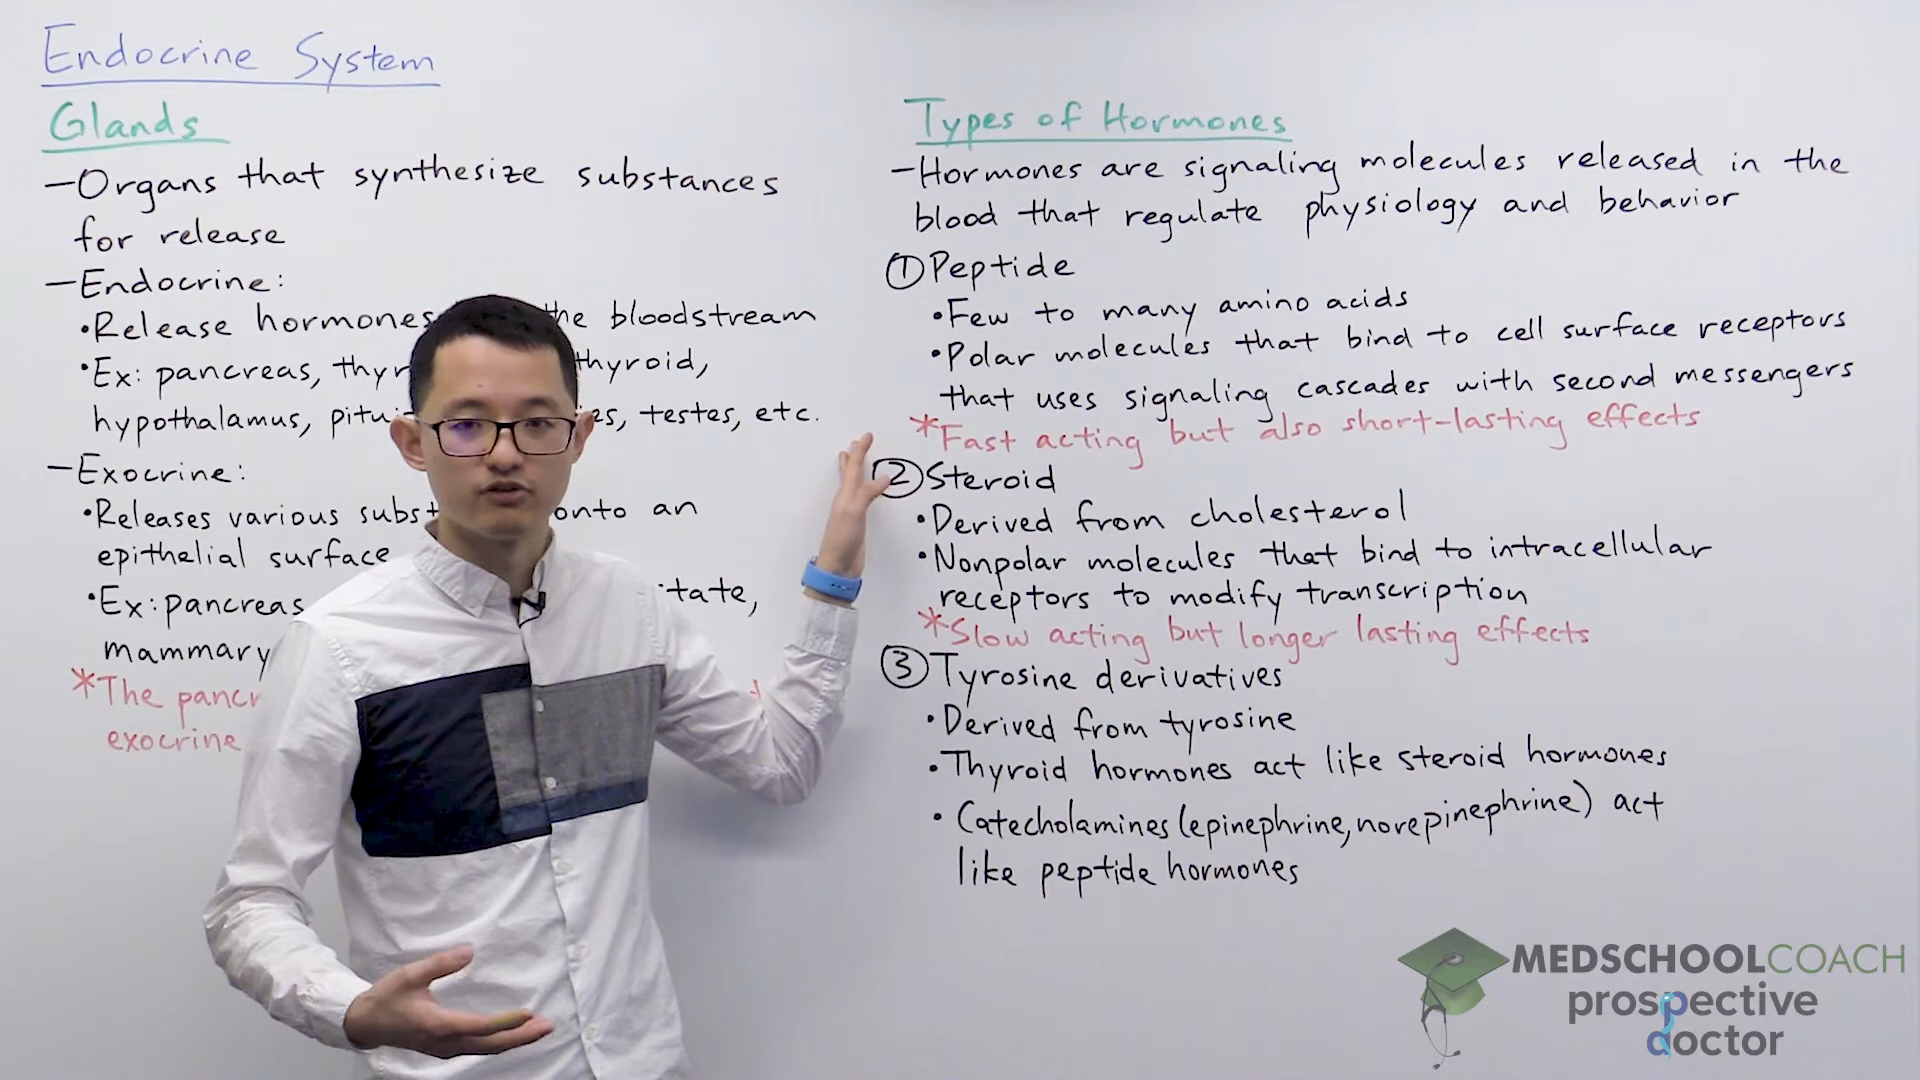 Endocrine System
Glands
-Organs that synthesize substances
for release
-Endocrine:
•Release hormones the bloodstream
•Ex: pancreas, thyroid,
hypothalamus, testes, etc.
-Exocrine:
•Releases various onto an
epithelial surface
•Ex: pancreas
mammary
*The
exocrine
Types of Hormones
-Hormones are signaling molecules released in the
blood that regulate physiology and behavior
①Peptide
•Few to many amino acids
•Polar molecules that bind to cell surface receptors
that uses signaling cascades with second messengers
*Fast acting but also short-lasting effects
②Steroid
•Derived from cholesterol
•Nonpolar molecules that bind to intracellular
receptors to modify transcription
*Slow acting but longer lasting effects
③Tyrosine derivatives
•Derived from tyrosine
•Thyroid hormones act like steroid hormones
•Catecholamines (epinephrine, norepinephrine) act
like peptide hormones
MEDSCHOOLCOACH
prospective
doctor